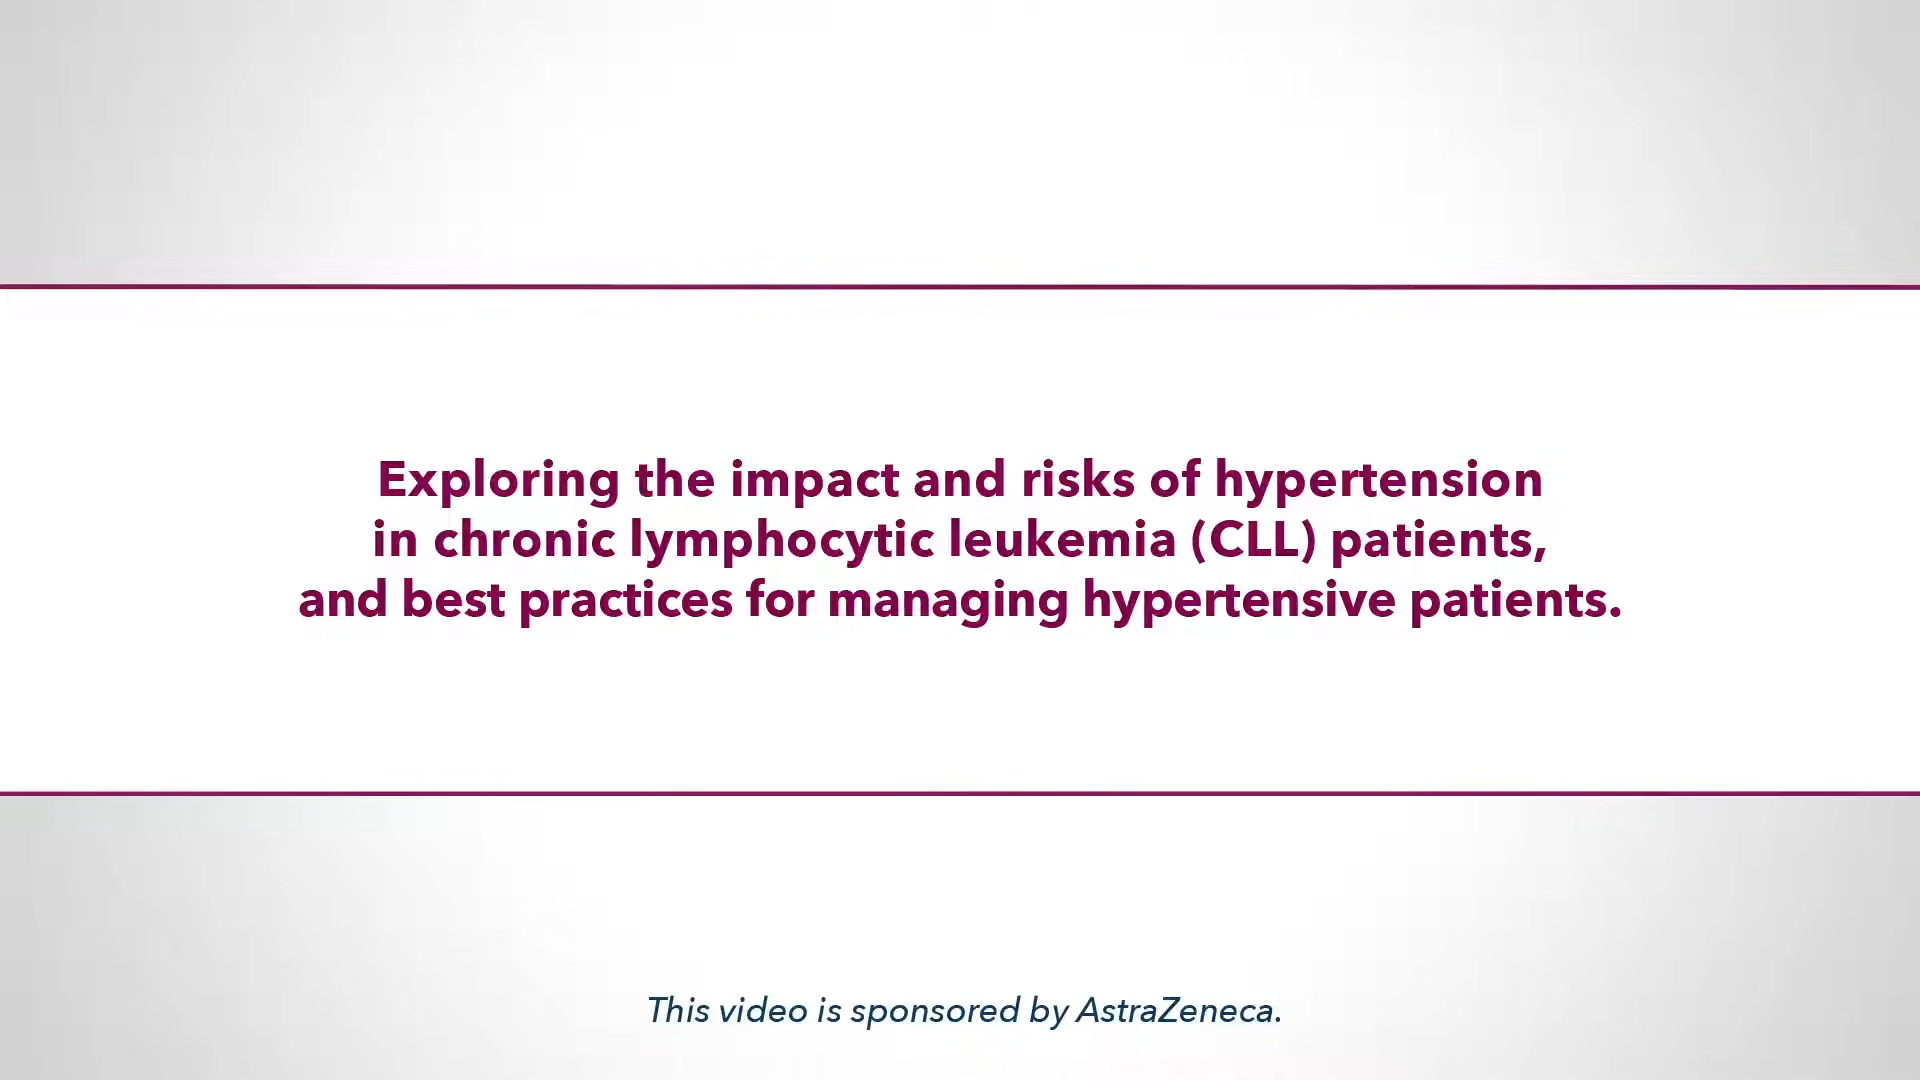 Exploring the impact and risks of hypertension
in chronic lymphocytic leukemia (CLL) patients,
and best practices for managing hypertensive patients.
This video is sponsored by AstraZeneca.